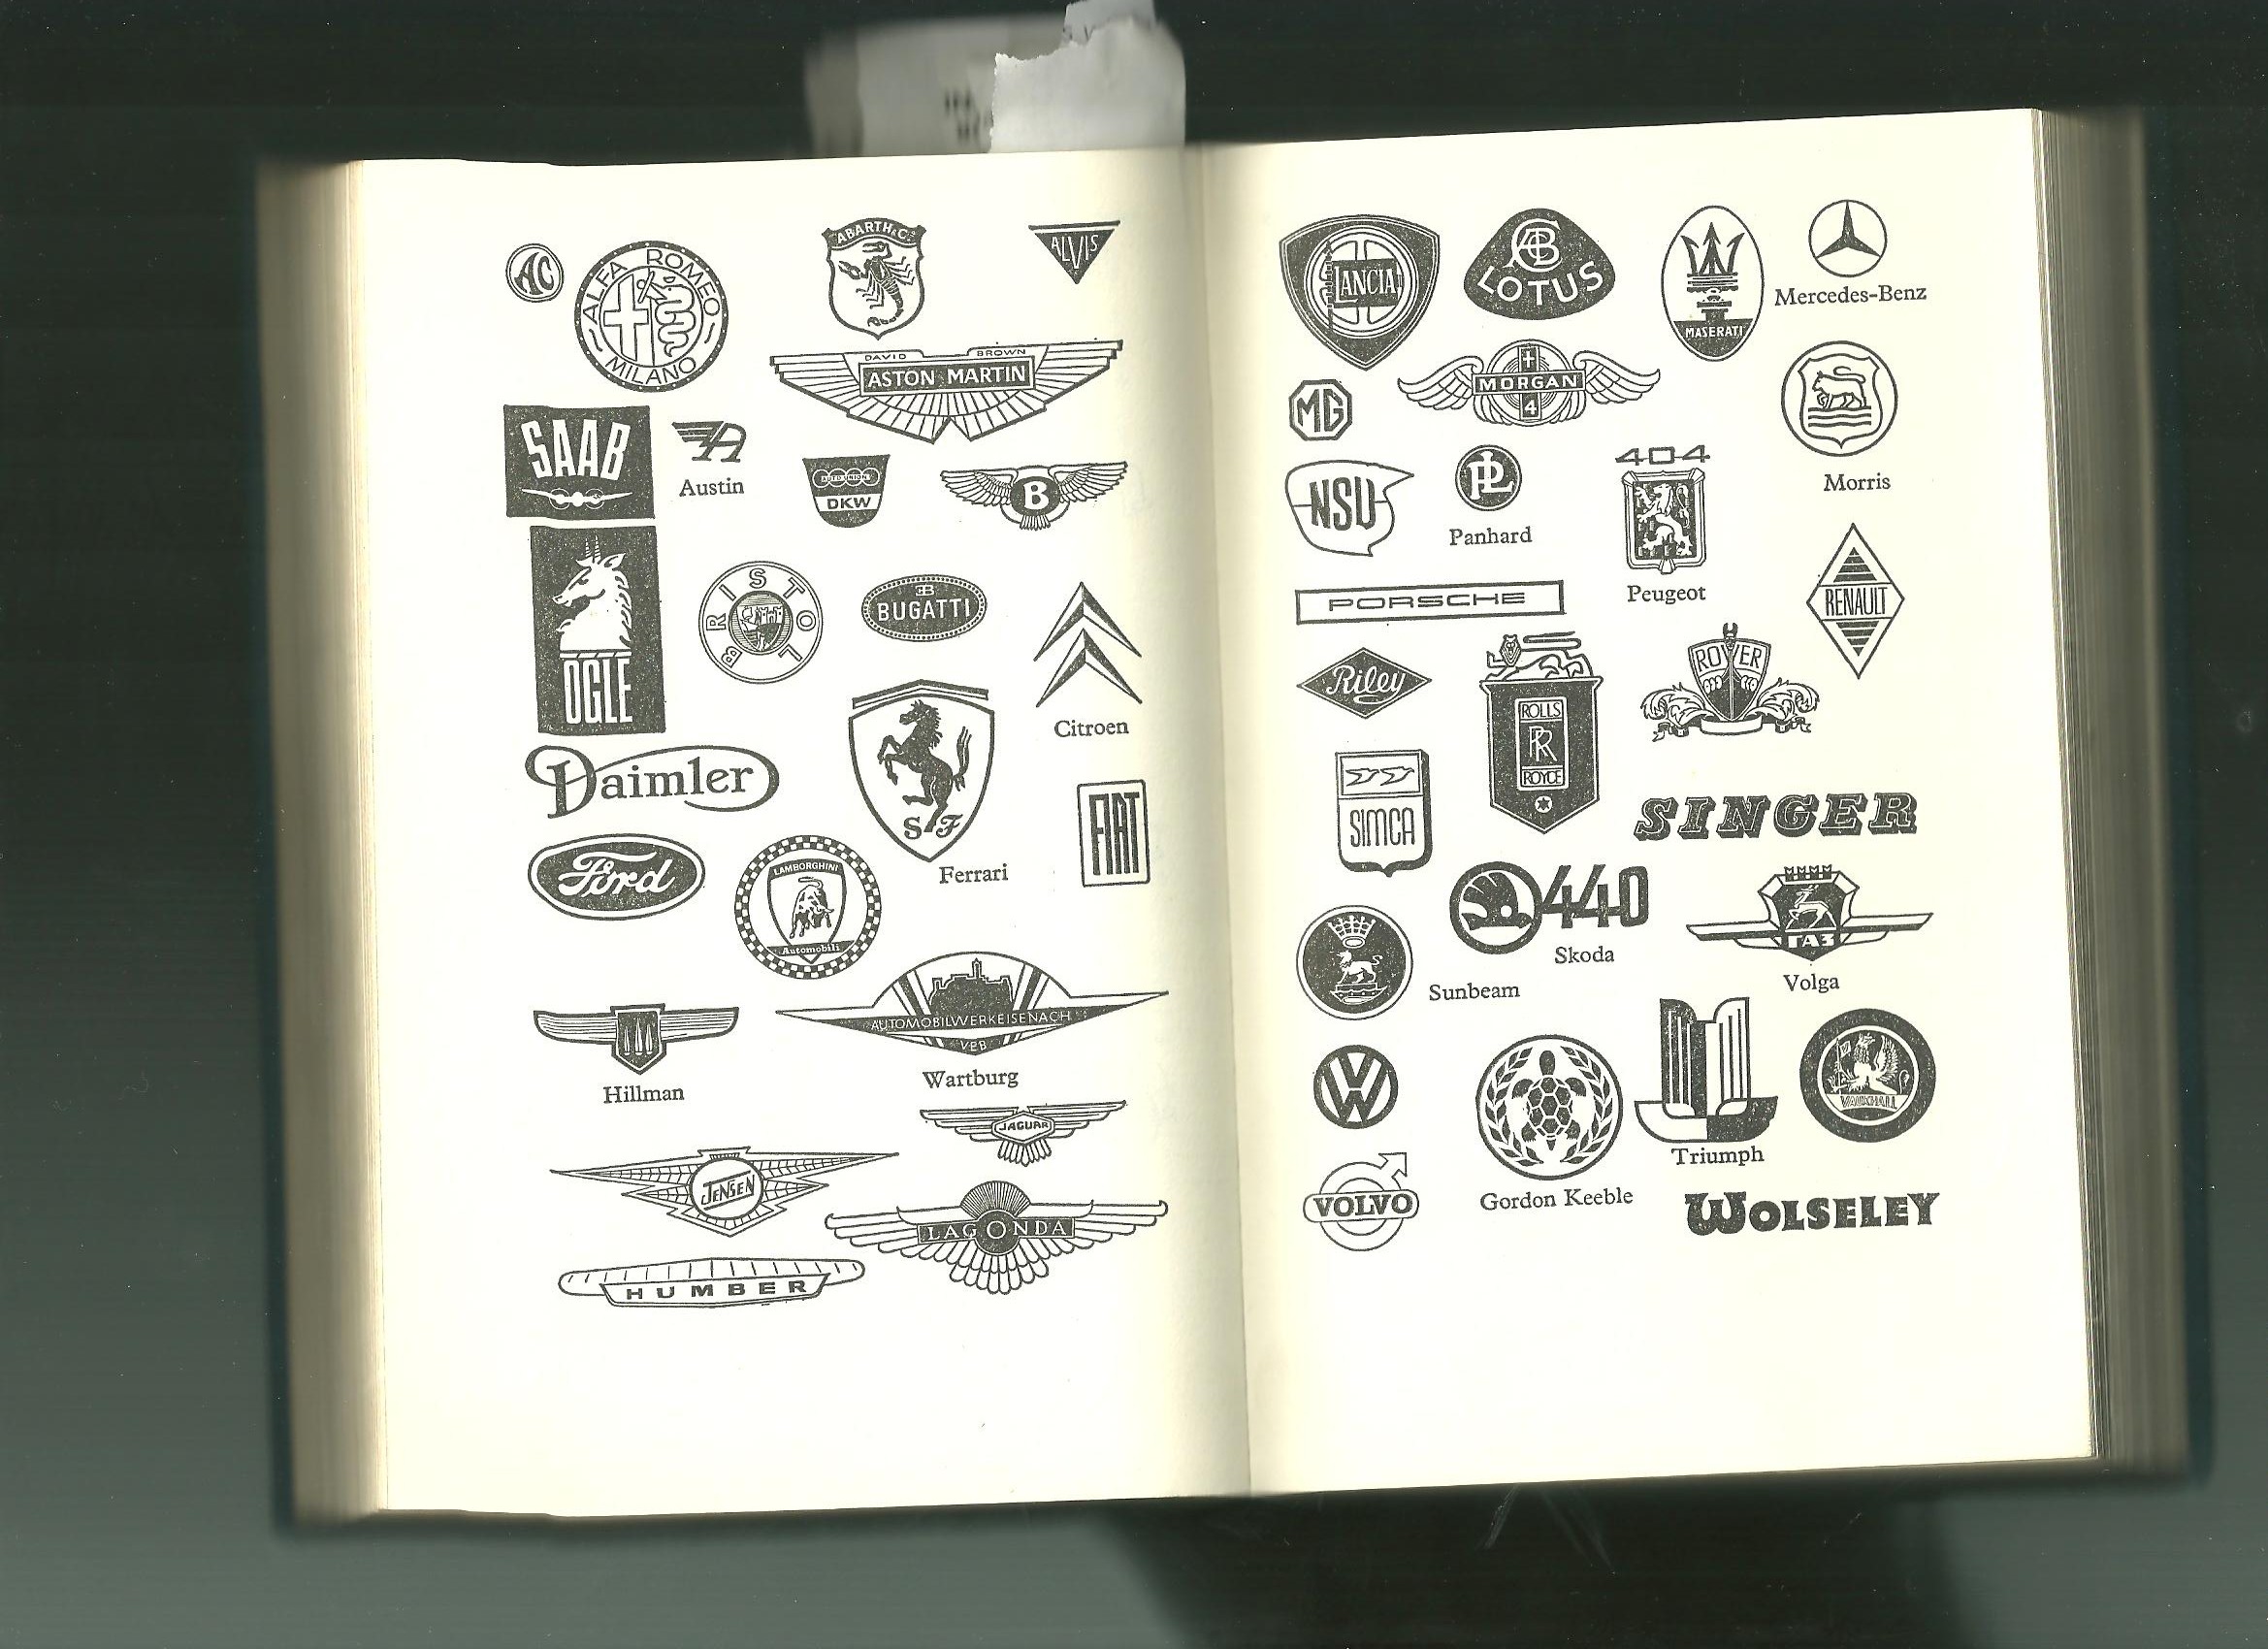 AC
ALFA ROMEO
MILANO
ABARTH & Co
ALVIS
DAVID BROWN
ASTON MARTIN
SAAB
A
Austin
AUTO UNION
DKW
B
OGLE
BRISTOL
EB
BUGATTI
Citroen
Daimler
S F
Ferrari
FIAT
Ford
LAMBORGHINI
Automobili
Hillman
AUTOMOBILWERKEISENACH
VEB
Wartburg
JAGUAR
JENSEN
LAGONDA
HUMBER
LANCIA
LOTUS
MASERATI
Mercedes-Benz
MG
MORGAN
4
Morris
NSU
PL
Panhard
404
Peugeot
RENAULT
PORSCHE
Riley
ROLLS
RR
ROYCE
ROVER
SIMCA
SINGER
440
Skoda
ГАЗ
Volga
Sunbeam
VW
Gordon Keeble
Triumph
VAUXHALL
VOLVO
WOLSELEY